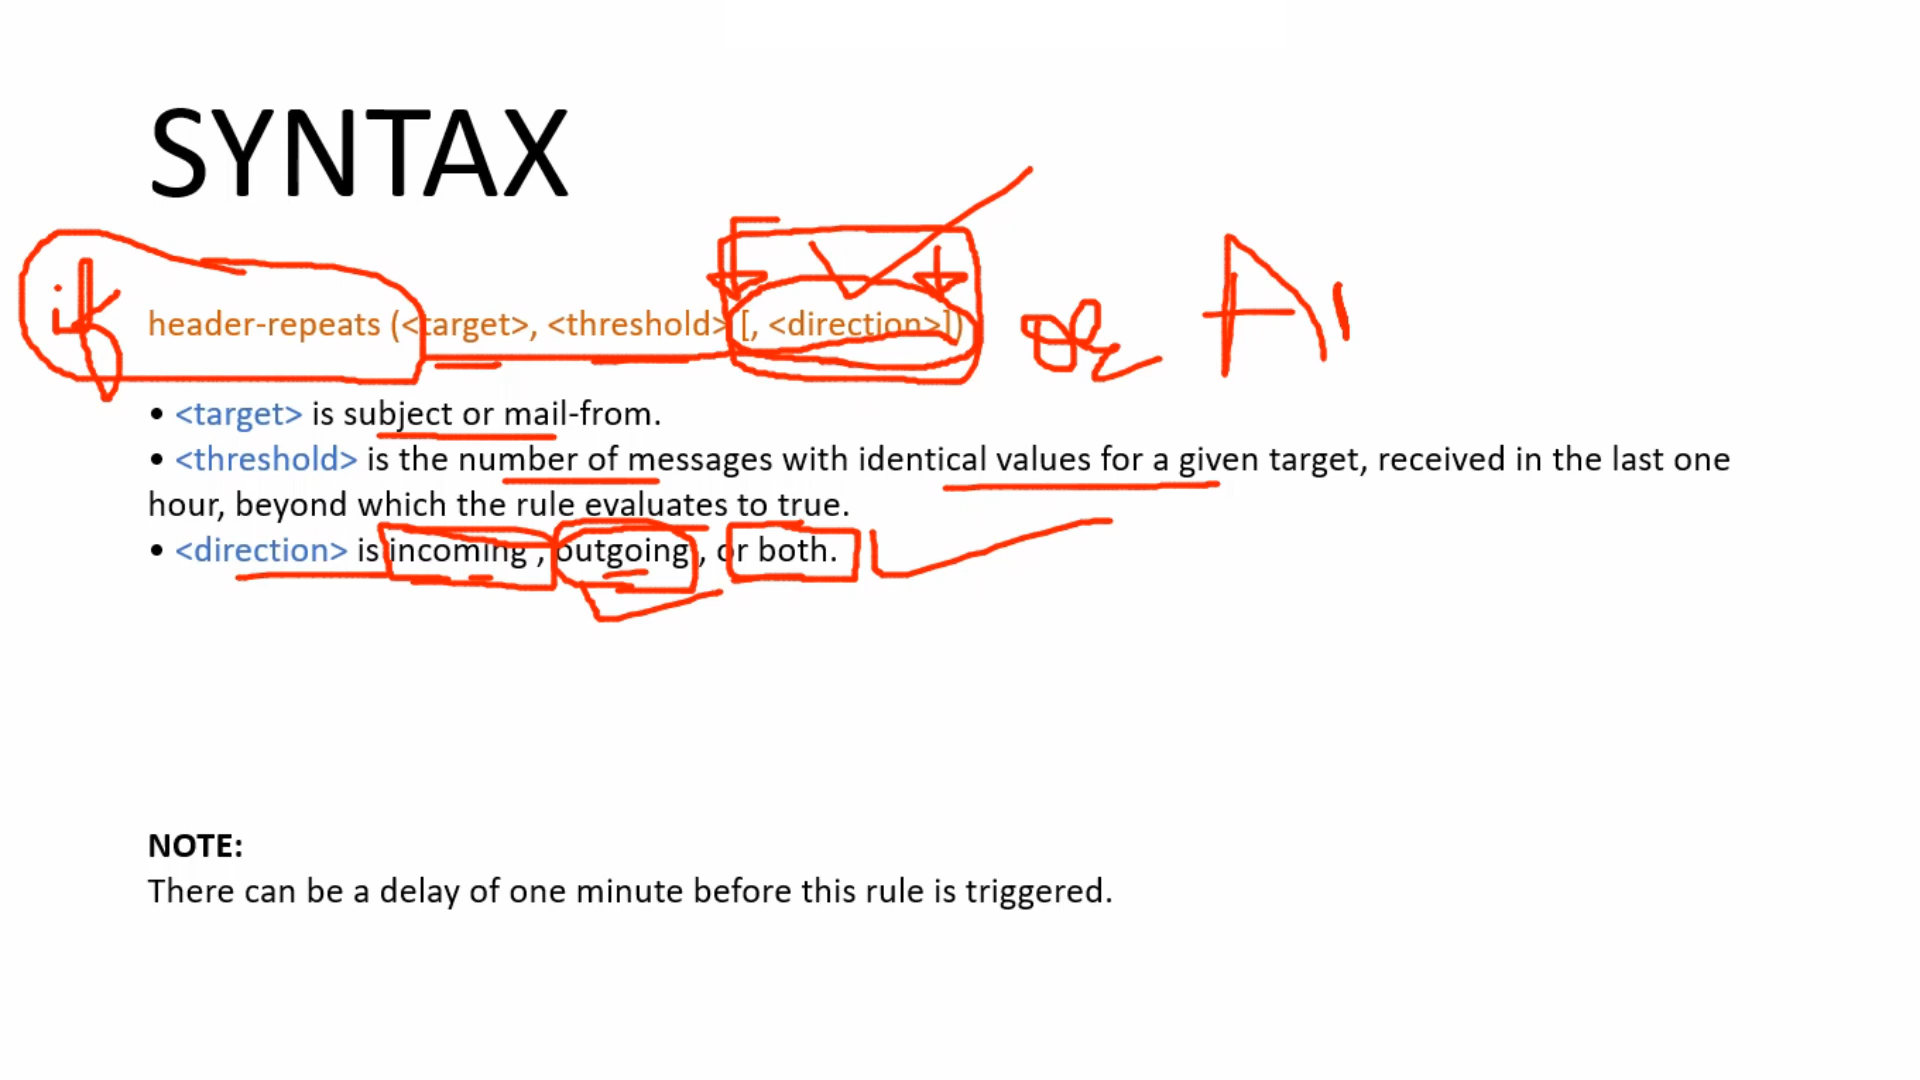 SYNTAX
if header-repeats (<target>, <threshold> [, <direction>]) or
• <target> is subject or mail-from.
• <threshold> is the number of messages with identical values for a given target, received in the last one
hour, beyond which the rule evaluates to true.
• <direction> is incoming , outgoing , or both.
NOTE:
There can be a delay of one minute before this rule is triggered.